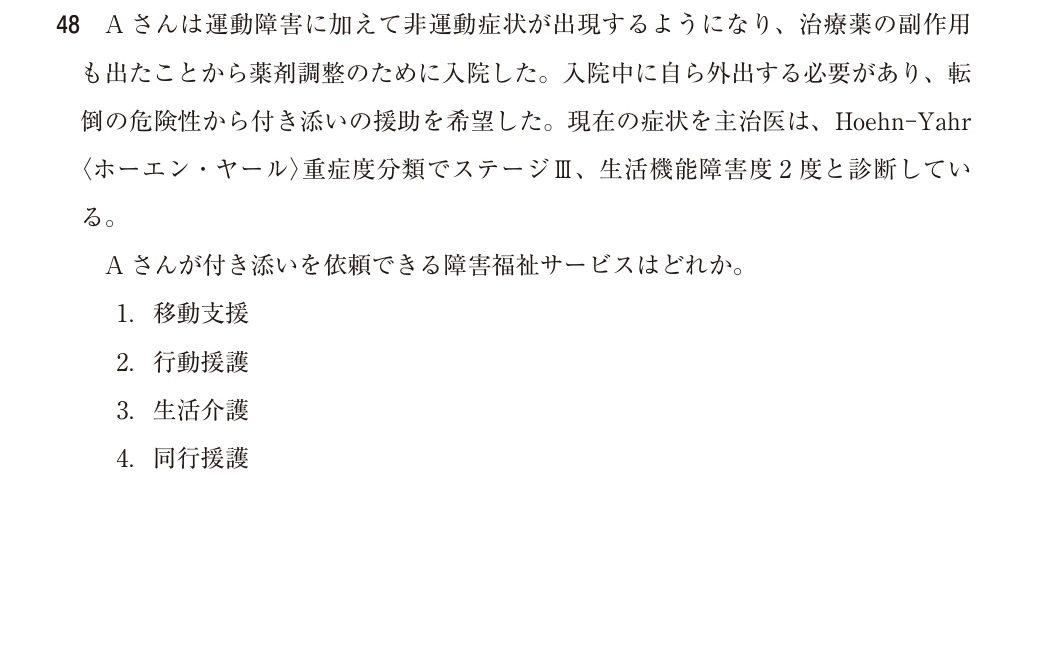 48 A さんは運動障害に加えて非運動症状が出現するようになり、治療薬の副作用
も出たことから薬剤調整のために入院した。入院中に自ら外出する必要があり、転
倒の危険性から付き添いの援助を希望した。現在の症状を主治医は、Hoehn-Yahr
〈ホーエン・ヤール〉重症度分類でステージⅢ、生活機能障害度 2 度と診断してい
る。
A さんが付き添いを依頼できる障害福祉サービスはどれか。
1. 移動支援
2. 行動援護
3. 生活介護
4. 同行援護